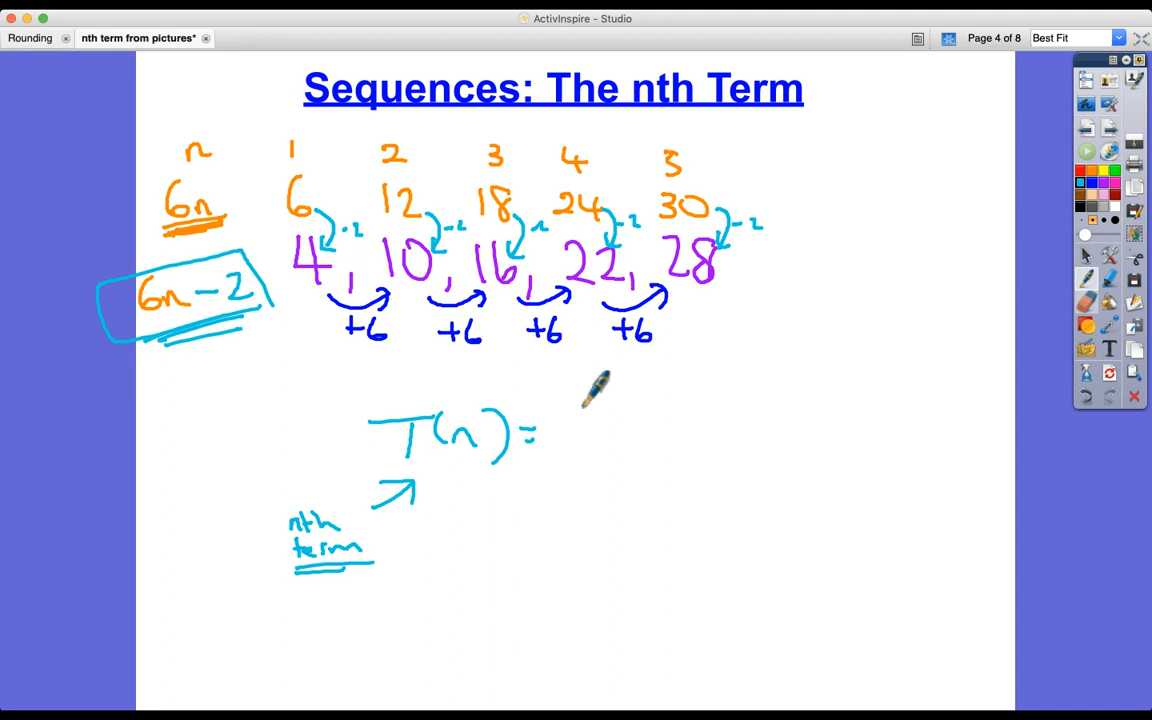 ActivInspire - Studio
Rounding nth term from pictures* Page 4 of 8 Best Fit
Sequences: The nth Term
n 1 2 3 4 5
6n 6 12 18 24 30
-2 -2 -2 -2 -2
4, 10, 16, 22, 28
6n - 2
+6 +6 +6 +6
T(n) =
nth
term